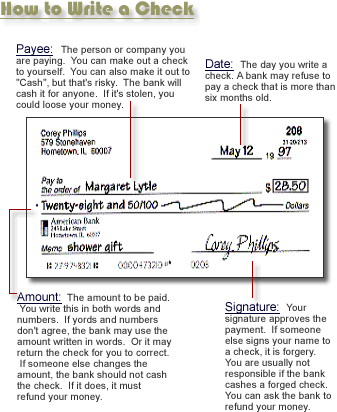 How to Write a Check
Payee: The person or company you
are paying. You can make out a check
to yourself. You can also make it out to
"Cash", but that's risky. The bank will
cash it for anyone. If it's stolen, you
could loose your money.
Date: The day you write a
check. A bank may refuse to
pay a check that is more than
six months old.
Corey Phillips
579 Stonehaven
Hometown, IL 60007
208
May 12 19 97
Pay to
the order of Margaret Lytle $ 28.50
Twenty-eight and 50/100 Dollars
American Bank
Hometown, IL
Memo shower gift Corey Phillips
0208
Amount: The amount to be paid.
You write this in both words and
numbers. If yords and numbers
don't agree, the bank may use the
amount written in words. Or it may
return the check for you to correct.
If someone else changes the
amount, the bank should not cash
the check. If it does, it must
refund your money.
Signature: Your
signature approves the
payment. If someone
else signs your name to
a check, it is forgery.
You are usually not
responsible if the bank
cashes a forged check.
You can ask the bank to
refund your money.